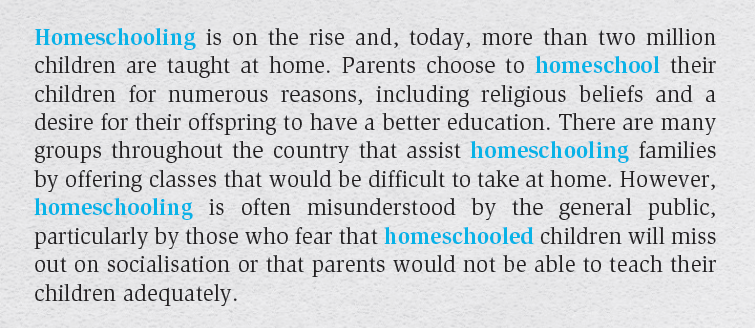 Homeschooling is on the rise and, today, more than two million
children are taught at home. Parents choose to homeschool their
children for numerous reasons, including religious beliefs and a
desire for their offspring to have a better education. There are many
groups throughout the country that assist homeschooling families
by offering classes that would be difficult to take at home. However,
homeschooling is often misunderstood by the general public,
particularly by those who fear that homeschooled children will miss
out on socialisation or that parents would not be able to teach their
children adequately.